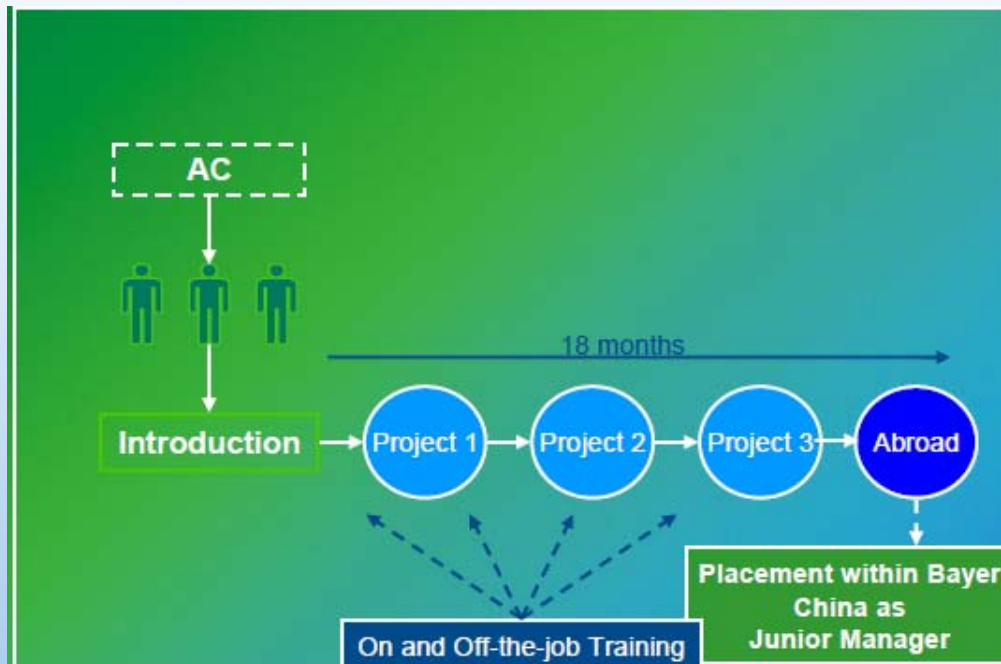 AC
18 months
Introduction
Project 1
Project 2
Project 3
Abroad
Placement within Bayer
China as
Junior Manager
On and Off-the-job Training